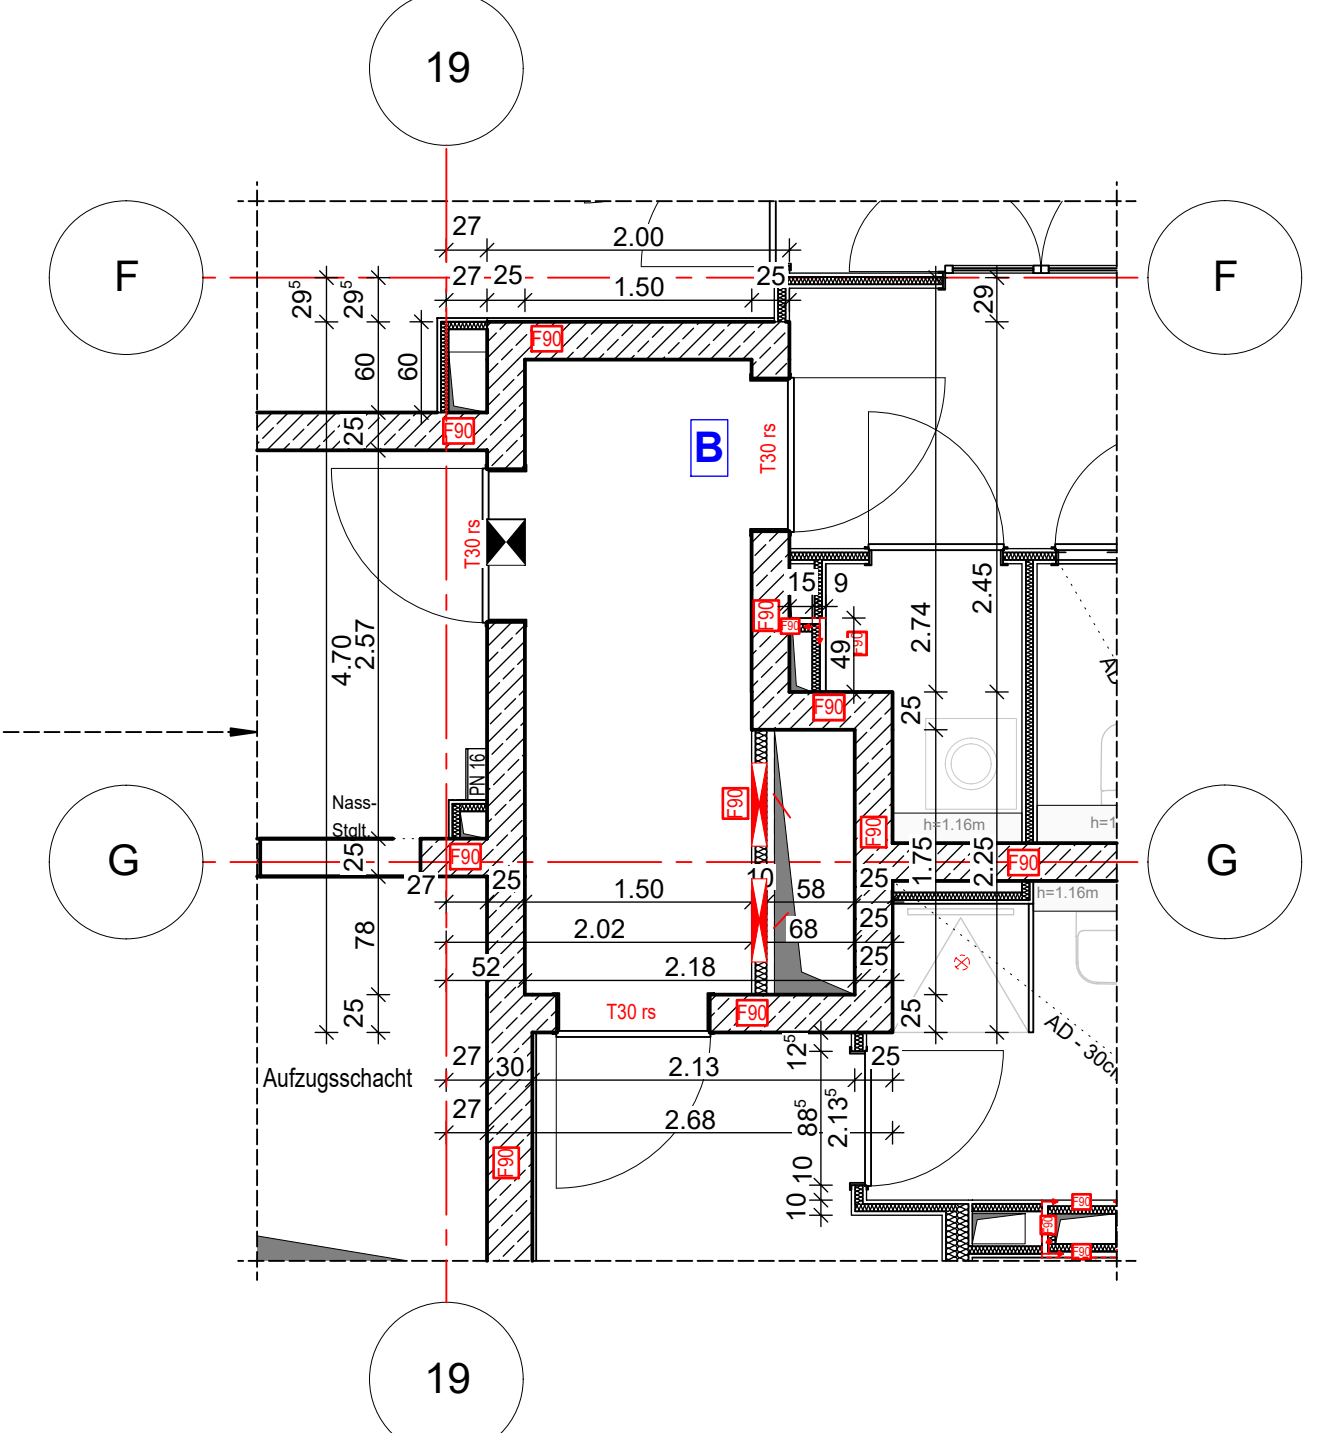 19
27
2.00
F
27
25
25
F
29⁵
29⁵
1.50
29
F90
60
60
25
F90
B
T30 rs
T30 rs
15
9
2.45
F90
F90
F90
49
2.74
4.70
2.57
25
F90
PN 16
Nass-
Stglt.
F90
F90
h=1.16m
h=1
G
25
F90
F90
G
27
25
1.50
10
58
25
1.75
2.25
h=1.16m
2.02
68
25
78
52
2.18
25
25
T30 rs
F90
25
AD - 30c
12⁵
27
30
2.13
25
Aufzugsschacht
27
2.68
88⁵
2.13⁵
F90
10
10
F90
F90
F90
19